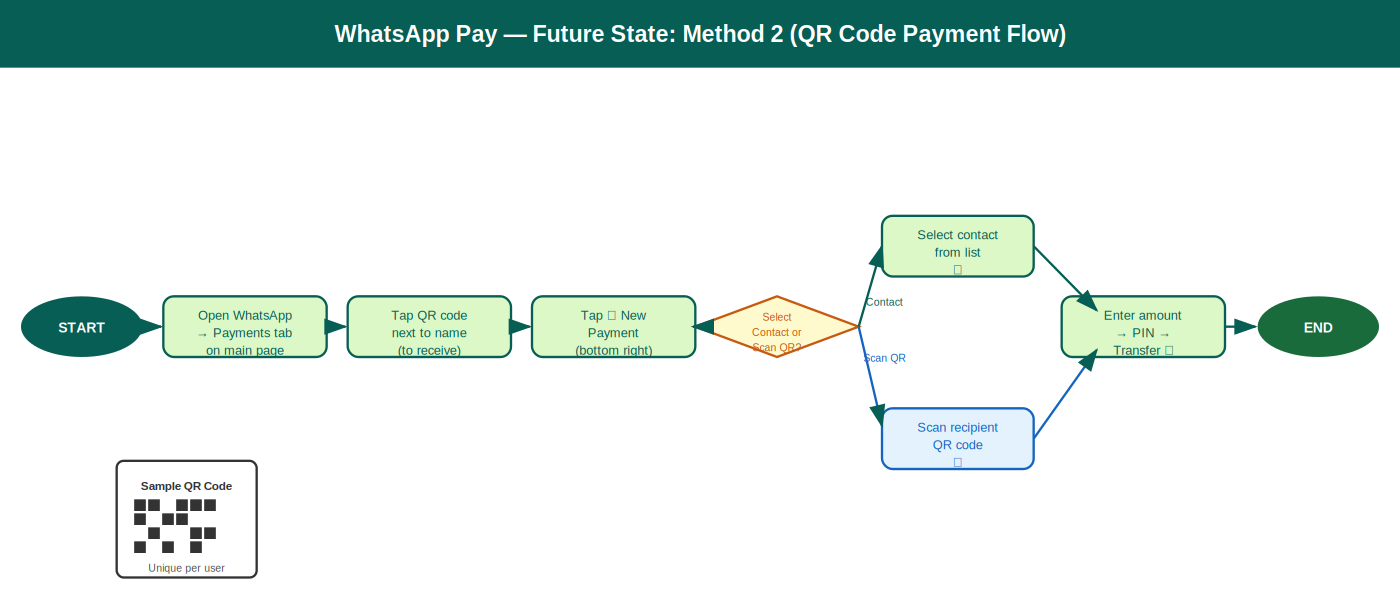 WhatsApp Pay — Future State: Method 2 (QR Code Payment Flow)
START
Open WhatsApp
→ Payments tab
on main page
Tap QR code
next to name
(to receive)
Tap New
Payment
(bottom right)
Select
Contact or
Scan QR?
Contact
Scan QR
Select contact
from list
Scan recipient
QR code
Enter amount
→ PIN →
Transfer
END
Sample QR Code
Unique per user